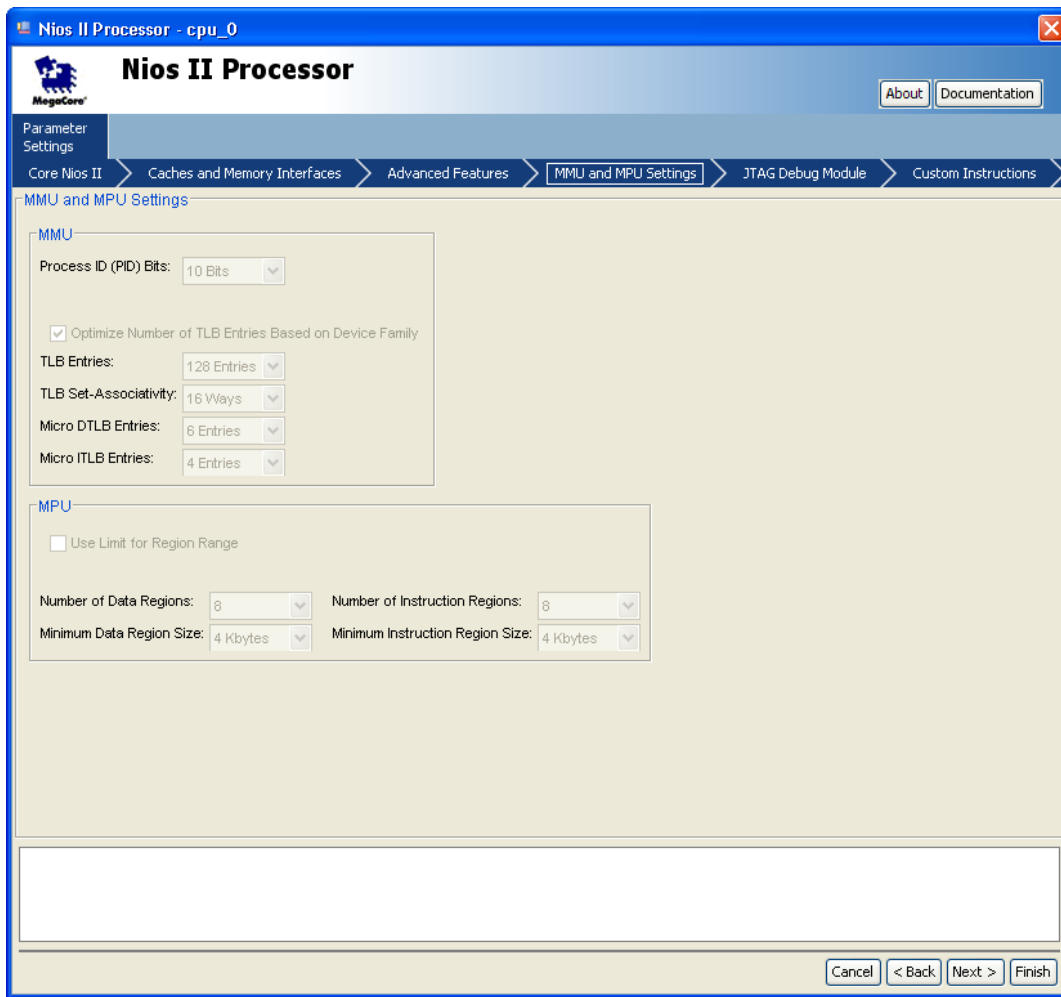 Nios II Processor - cpu_0
MegaCore®
Nios II Processor
About Documentation
Parameter
Settings
Core Nios II Caches and Memory Interfaces Advanced Features MMU and MPU Settings JTAG Debug Module Custom Instructions
MMU and MPU Settings
MMU
Process ID (PID) Bits: 10 Bits
Optimize Number of TLB Entries Based on Device Family
TLB Entries: 128 Entries
TLB Set-Associativity: 16 Ways
Micro DTLB Entries: 6 Entries
Micro ITLB Entries: 4 Entries
MPU
Use Limit for Region Range
Number of Data Regions: 8 Number of Instruction Regions: 8
Minimum Data Region Size: 4 Kbytes Minimum Instruction Region Size: 4 Kbytes
Cancel < Back Next > Finish